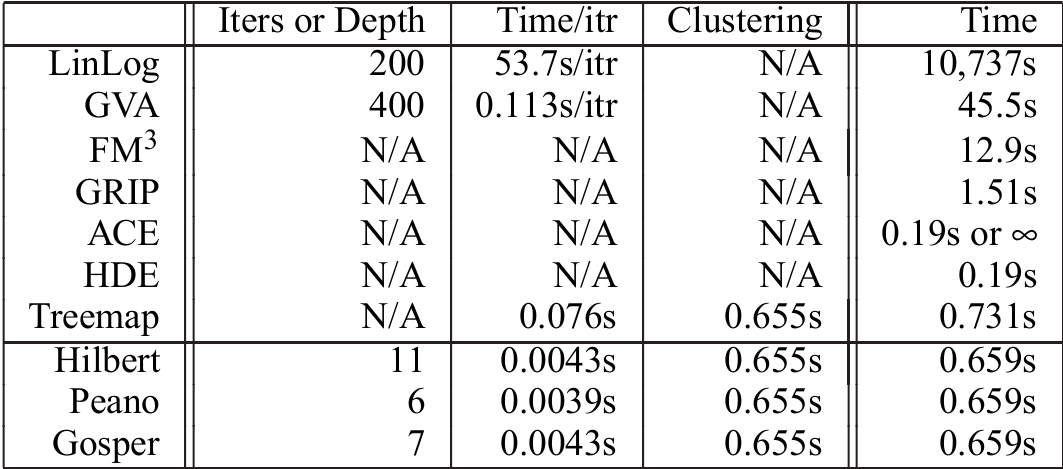 Iters or Depth Time/itr Clustering Time
LinLog 200 53.7s/itr N/A 10,737s
GVA 400 0.113s/itr N/A 45.5s
FM³ N/A N/A N/A 12.9s
GRIP N/A N/A N/A 1.51s
ACE N/A N/A N/A 0.19s or ∞
HDE N/A N/A N/A 0.19s
Treemap N/A 0.076s 0.655s 0.731s
Hilbert 11 0.0043s 0.655s 0.659s
Peano 6 0.0039s 0.655s 0.659s
Gosper 7 0.0043s 0.655s 0.659s